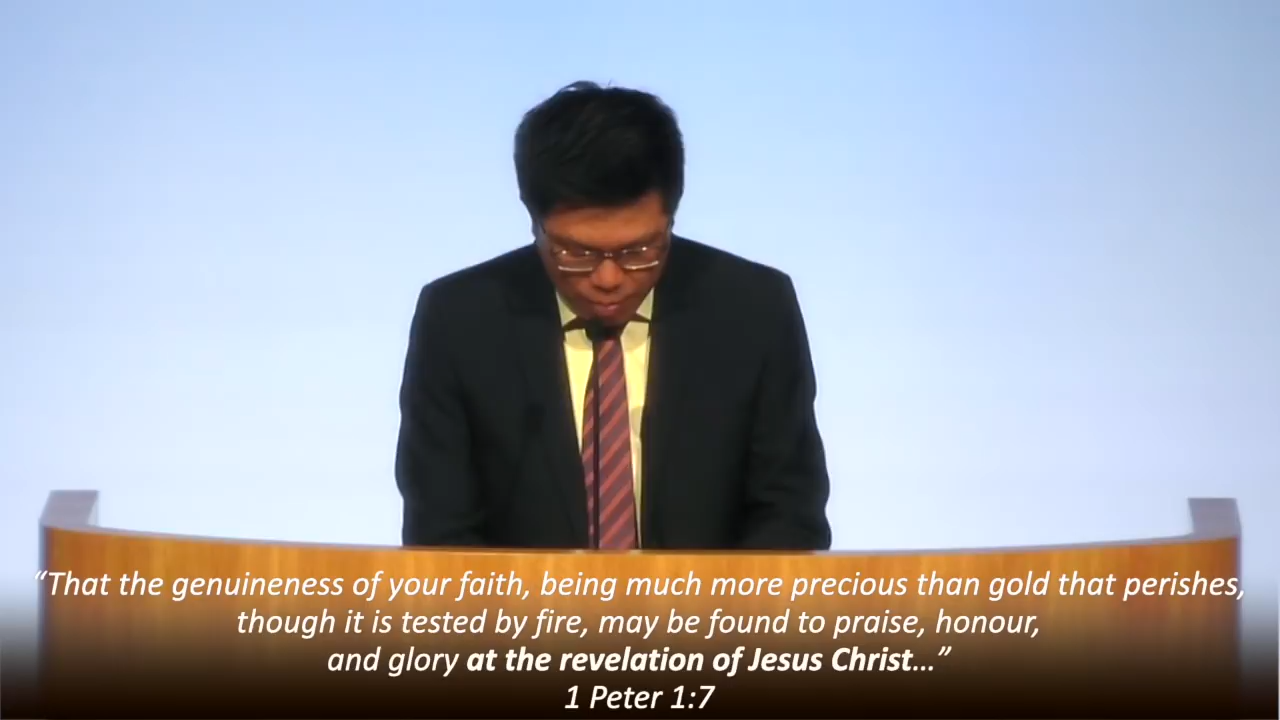 “That the genuineness of your faith, being much more precious than gold that perishes,
though it is tested by fire, may be found to praise, honour,
and glory at the revelation of Jesus Christ…”
1 Peter 1:7